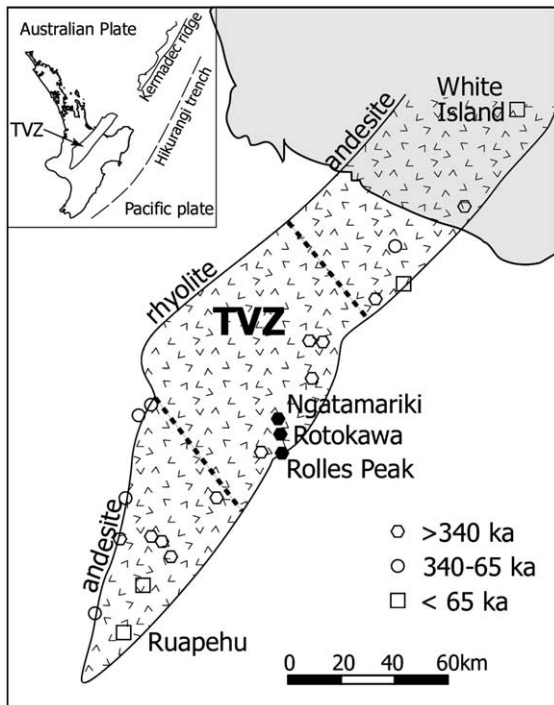 Australian Plate
Kermadec ridge
Hikurangi trench
TVZ
Pacific plate
White
Island
andesite
rhyolite
TVZ
Ngatamariki
Rotokawa
Rolles Peak
andesite
>340 ka
340-65 ka
< 65 ka
Ruapehu
0 20 40 60km